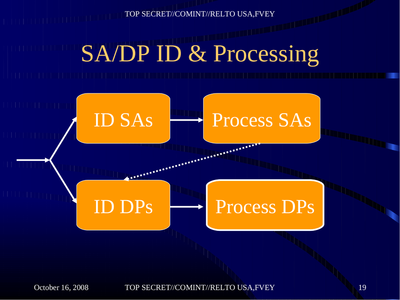 TOP SECRET//COMINT//RELTO USA,FVEY
SA/DP ID & Processing
ID SAs
Process SAs
ID DPs
Process DPs
October 16, 2008
TOP SECRET//COMINT//RELTO USA,FVEY
19